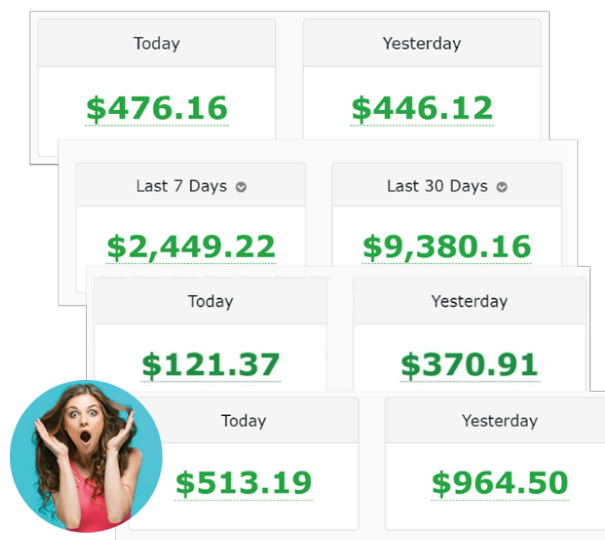 Today Yesterday
$476.16 $446.12
Last 7 Days Last 30 Days
$2,449.22 $9,380.16
Today Yesterday
$121.37 $370.91
Today Yesterday
$513.19 $964.50